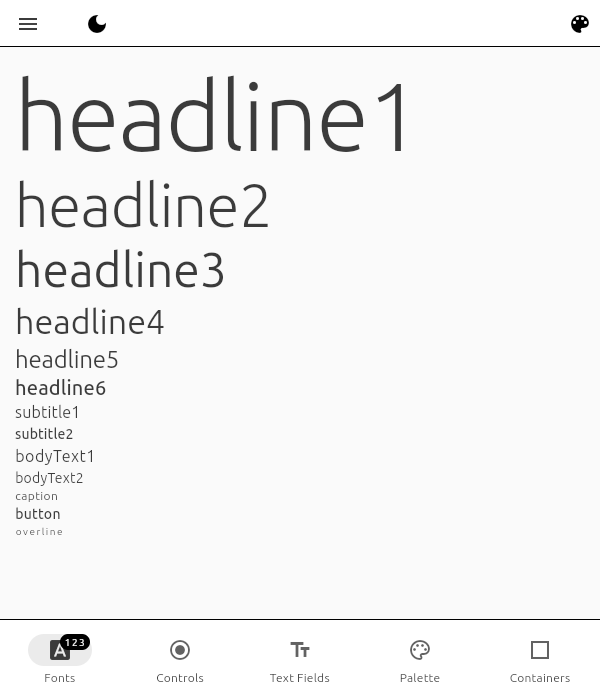 headline1
headline2
headline3
headline4
headline5
headline6
subtitle1
subtitle2
bodyText1
bodyText2
caption
button
overline
A 123
Fonts Controls Text Fields Palette Containers